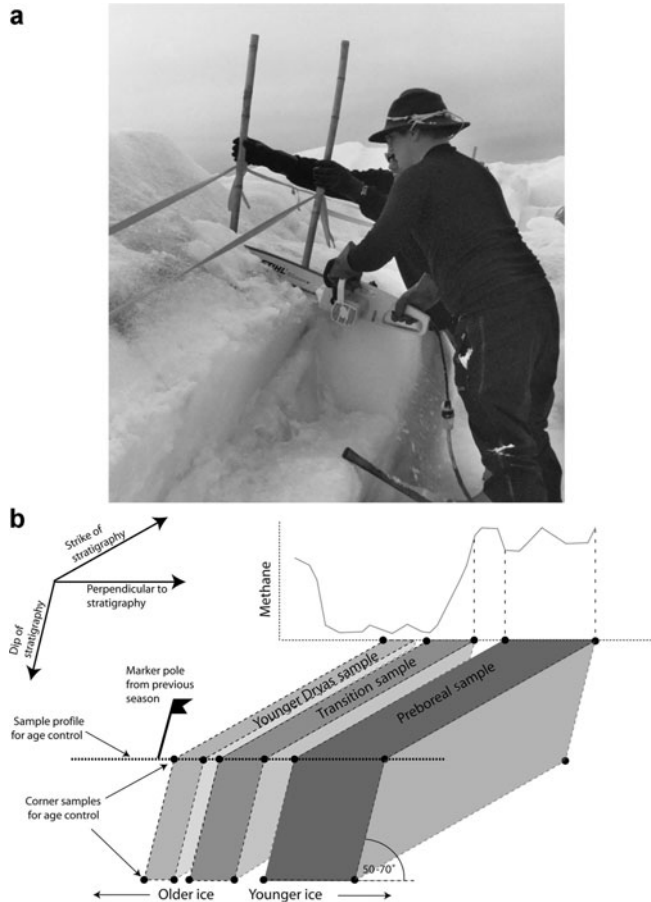 a
STIHL
b
Strike of
stratigraphy
Perpendicular to
stratigraphy
Dip of
stratigraphy
Methane
Marker pole
from previous
season
Younger Dryas sample
Transition sample
Preboreal sample
Sample profile
for age control
Corner samples
for age control
50-70°
Older ice
Younger ice